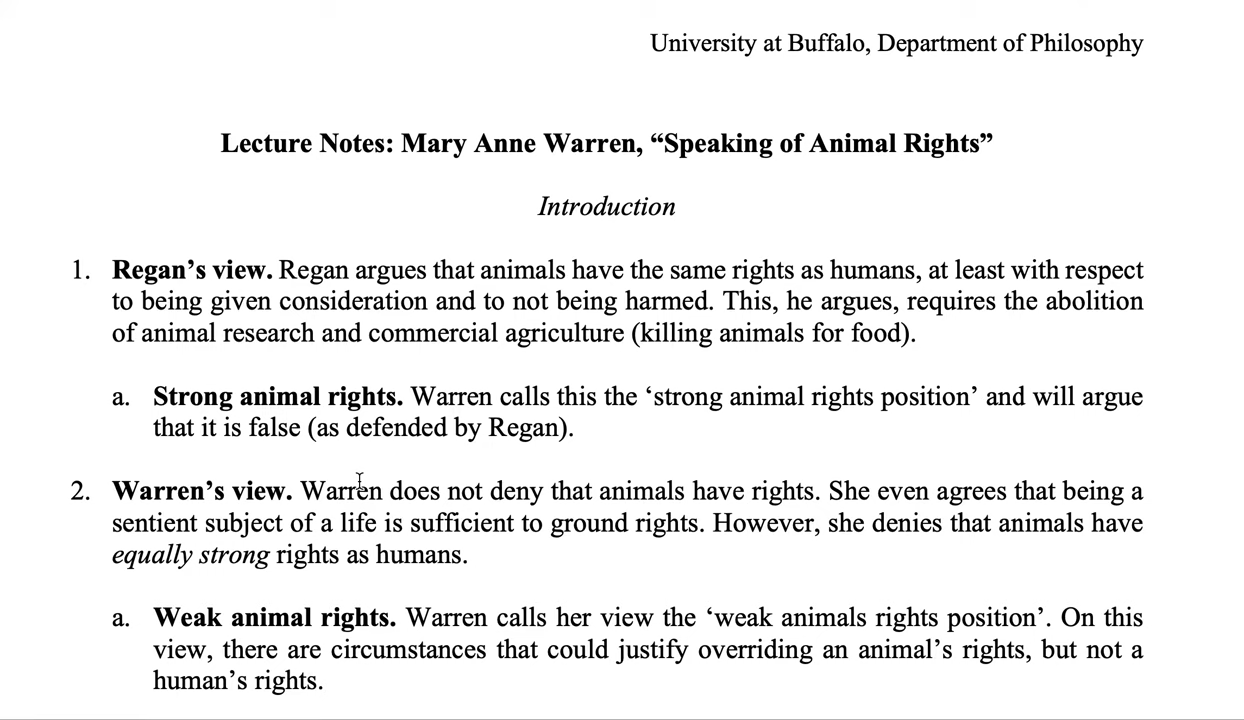 University at Buffalo, Department of Philosophy
Lecture Notes: Mary Anne Warren, “Speaking of Animal Rights”
Introduction
1. Regan’s view. Regan argues that animals have the same rights as humans, at least with respect
to being given consideration and to not being harmed. This, he argues, requires the abolition
of animal research and commercial agriculture (killing animals for food).
a. Strong animal rights. Warren calls this the ‘strong animal rights position’ and will argue
that it is false (as defended by Regan).
2. Warren’s view. Warren does not deny that animals have rights. She even agrees that being a
sentient subject of a life is sufficient to ground rights. However, she denies that animals have
equally strong rights as humans.
a. Weak animal rights. Warren calls her view the ‘weak animals rights position’. On this
view, there are circumstances that could justify overriding an animal’s rights, but not a
human’s rights.